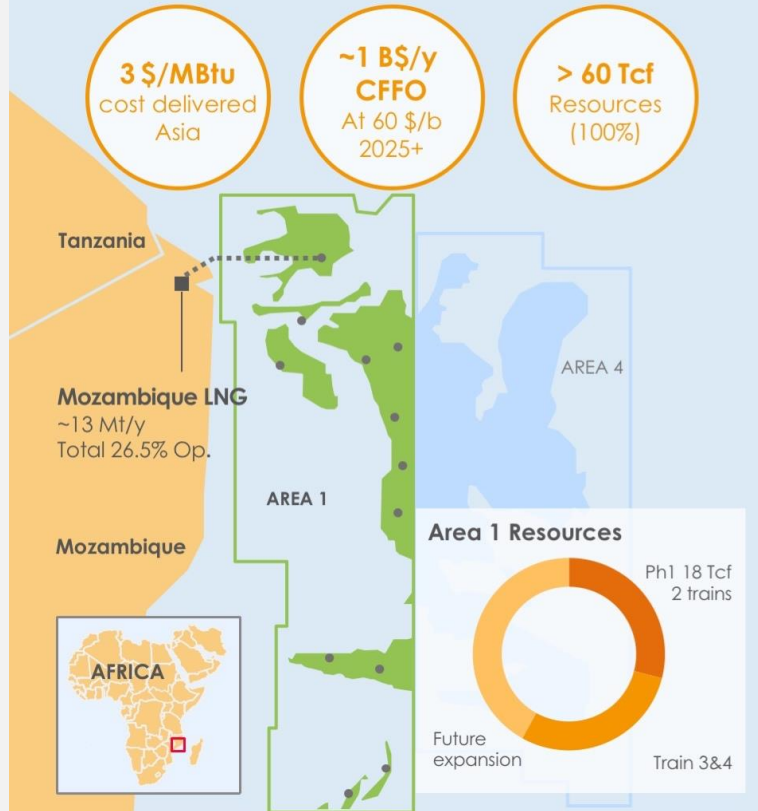 3 $/MBtu
cost delivered
Asia
~1 B$/y
CFFO
At 60 $/b
2025+
> 60 Tcf
Resources
(100%)
Tanzania
AREA 4
Mozambique LNG
~13 Mt/y
Total 26.5% Op.
AREA 1
Mozambique
Area 1 Resources
Ph1 18 Tcf
2 trains
Future
expansion
Train 3&4
AFRICA